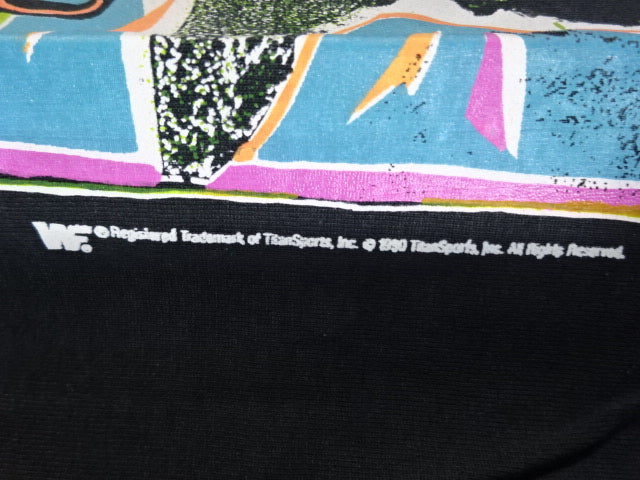 WF. ® Registered Trademark of TitanSports, Inc. © 1990 TitanSports, Inc. All Rights Reserved.